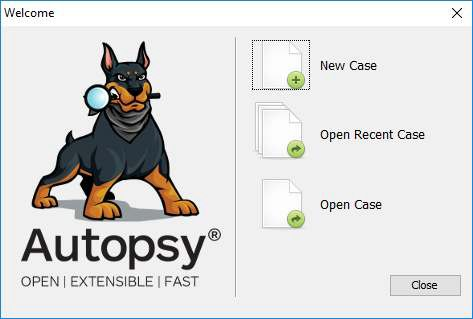 Welcome
New Case
Open Recent Case
Open Case
Autopsy®
OPEN | EXTENSIBLE | FAST
Close